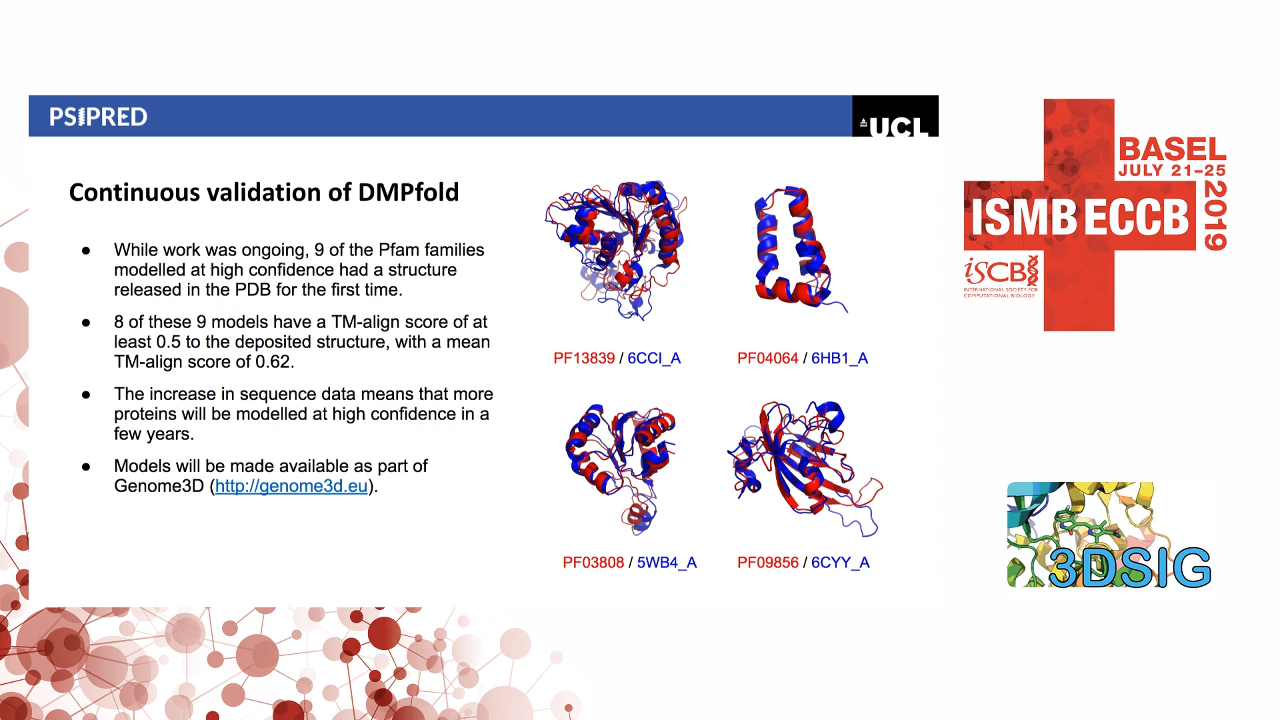 PSIPRED
UCL
Continuous validation of DMPfold
● While work was ongoing, 9 of the Pfam families
modelled at high confidence had a structure
released in the PDB for the first time.
● 8 of these 9 models have a TM-align score of at
least 0.5 to the deposited structure, with a mean
TM-align score of 0.62.
● The increase in sequence data means that more
proteins will be modelled at high confidence in a
few years.
● Models will be made available as part of
Genome3D (http://genome3d.eu).
PF13839 / 6CCI_A
PF04064 / 6HB1_A
PF03808 / 5WB4_A
PF09856 / 6CYY_A
BASEL
JULY 21–25
2019
ISMB ECCB
iSCB
INTERNATIONAL SOCIETY FOR
COMPUTATIONAL BIOLOGY
3DSIG